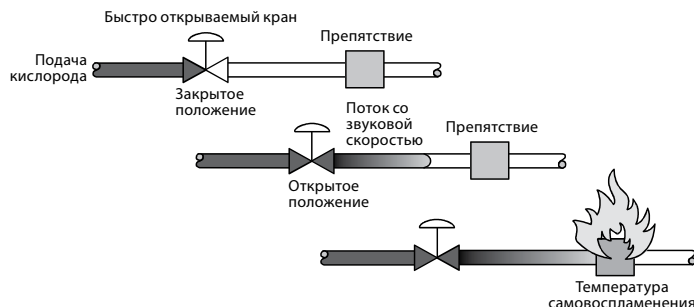 Быстро открываемый кран
Препятствие
Подача
кислорода
Закрытое
положение
Поток со
звуковой
скоростью
Препятствие
Открытое
положение
Температура
самовоспламенения